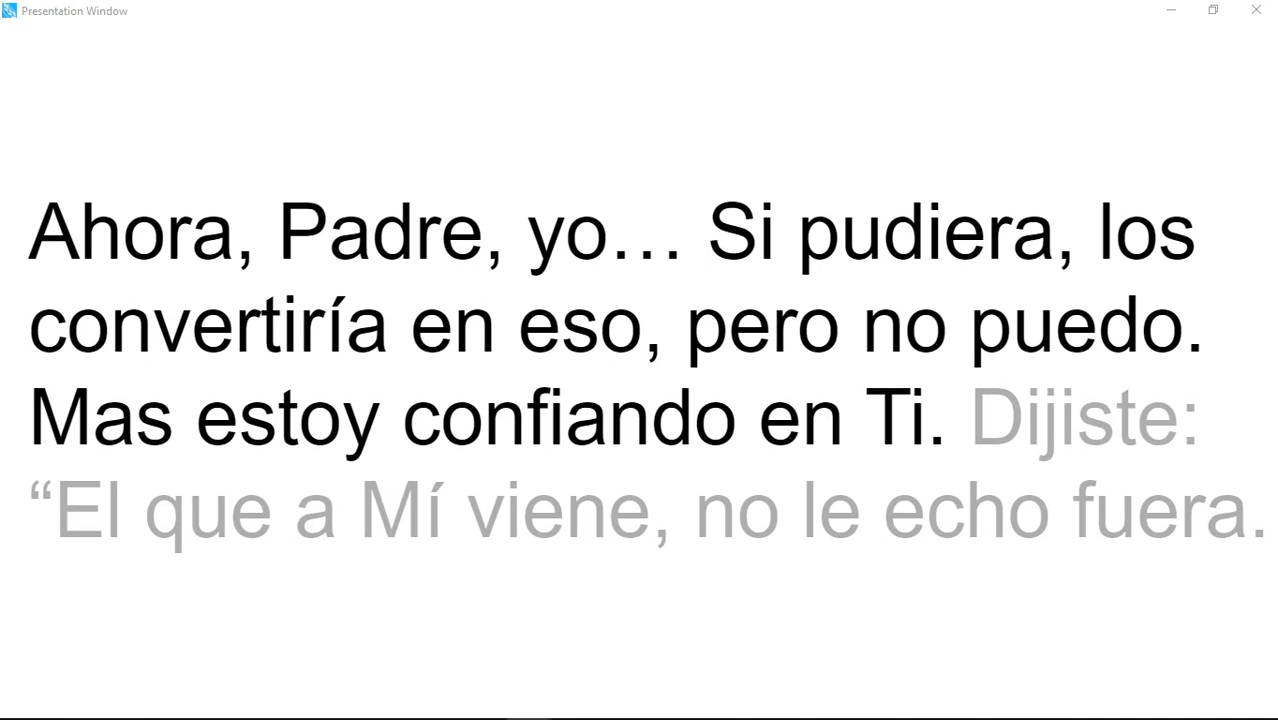 Presentation Window
Ahora, Padre, yo… Si pudiera, los
convertiría en eso, pero no puedo.
Mas estoy confiando en Ti. Dijiste:
“El que a Mí viene, no le echo fuera.